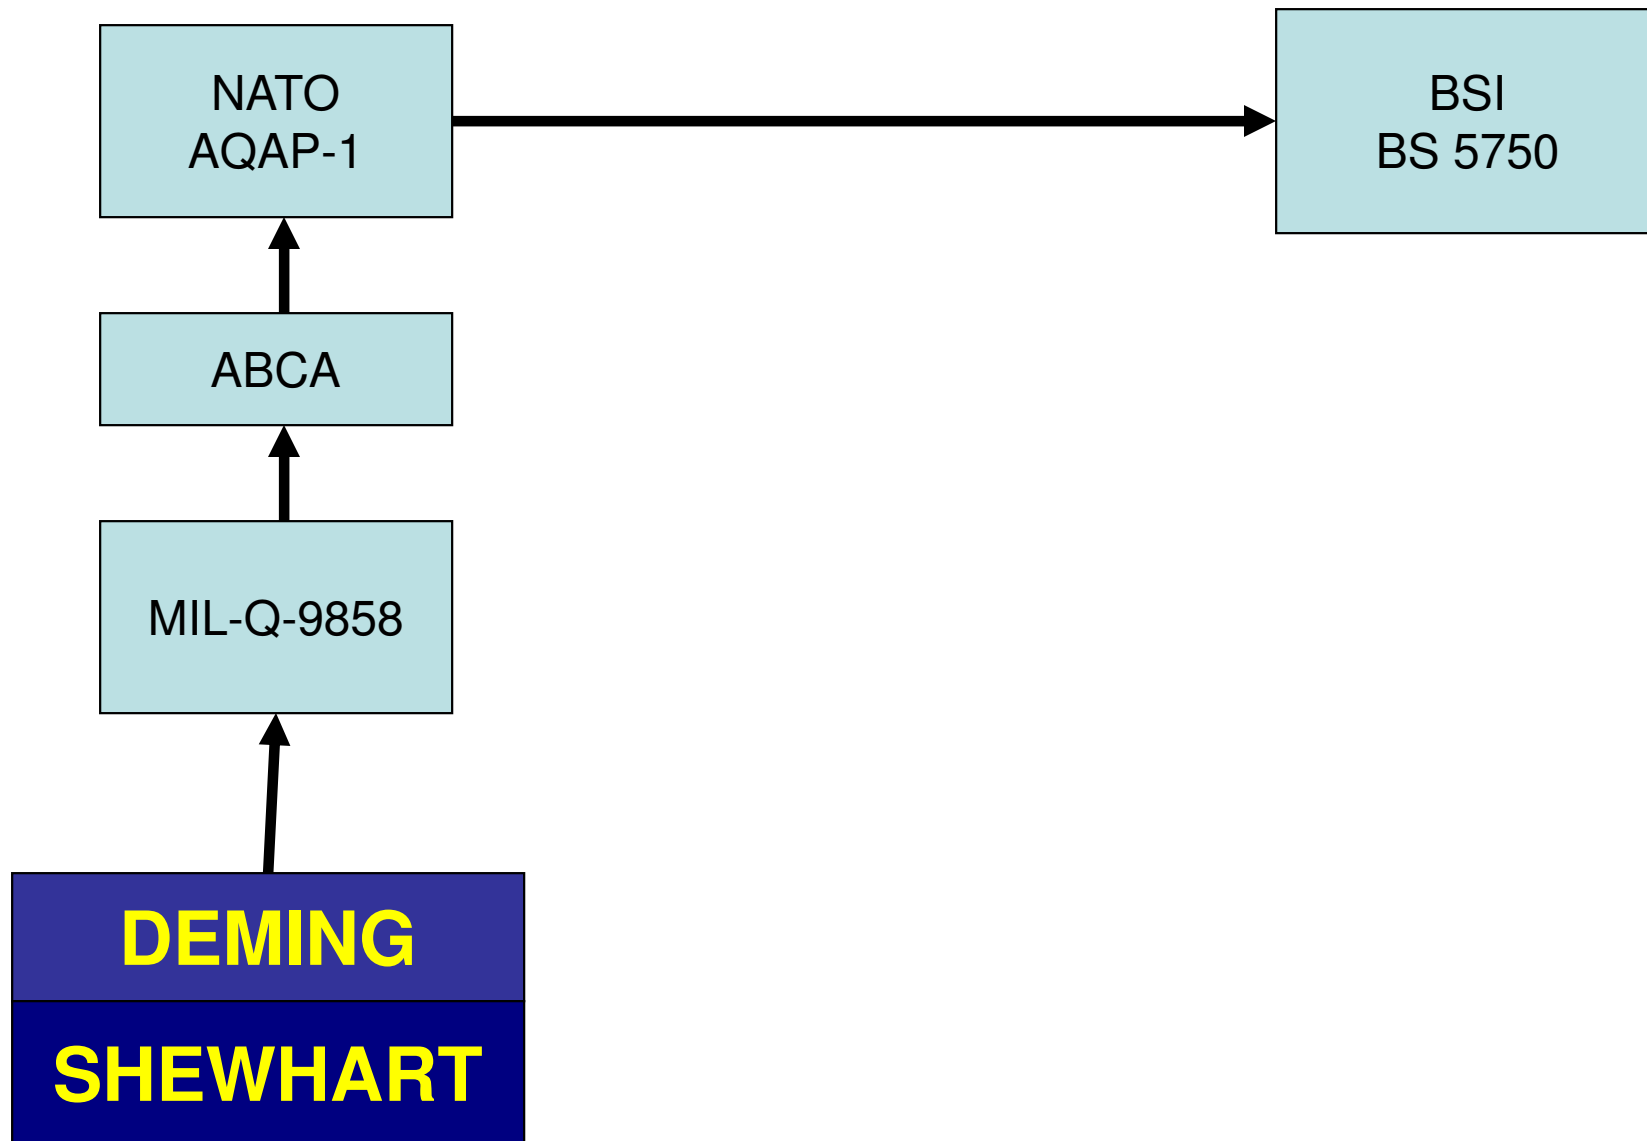 NATO
AQAP-1
BSI
BS 5750
ABCA
MIL-Q-9858
DEMING
SHEWHART